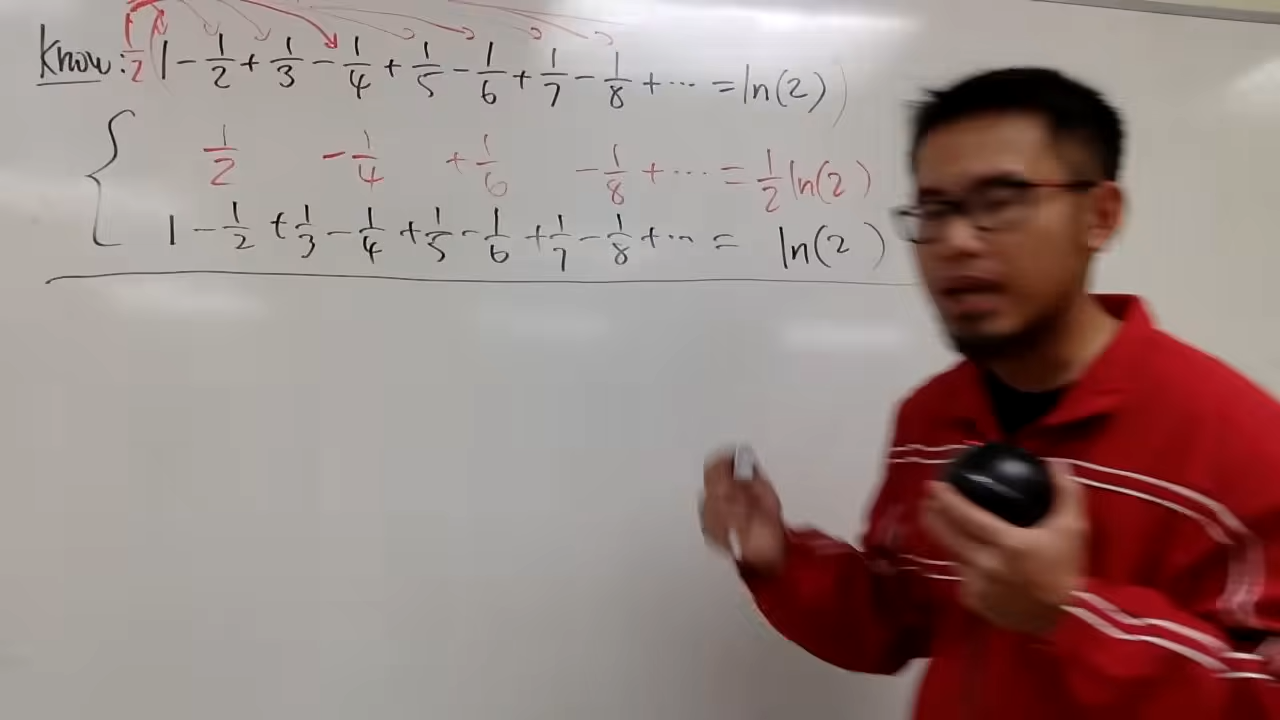 Know: 1/2(1 - 1/2 + 1/3 - 1/4 + 1/5 - 1/6 + 1/7 - 1/8 + ... = ln(2))
1/2 - 1/4 + 1/6 - 1/8 + ... = 1/2 ln(2)
1 - 1/2 + 1/3 - 1/4 + 1/5 - 1/6 + 1/7 - 1/8 + ... = ln(2)